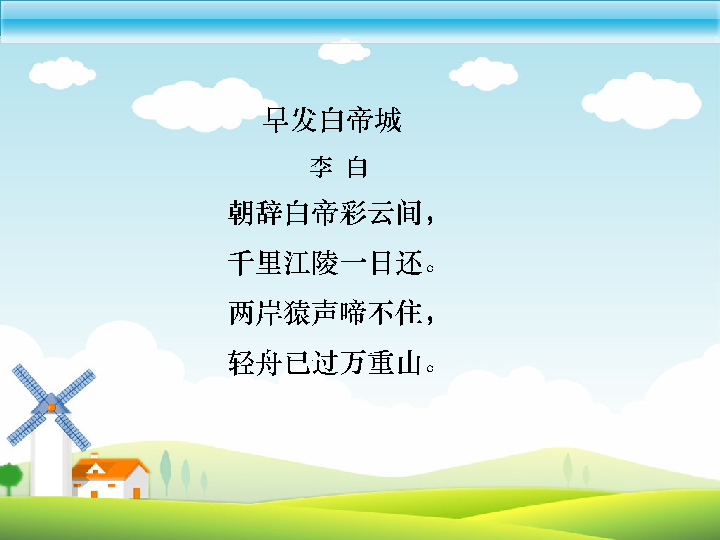 早发白帝城
李 白
朝辞白帝彩云间，
千里江陵一日还。
两岸猿声啼不住，
轻舟已过万重山。